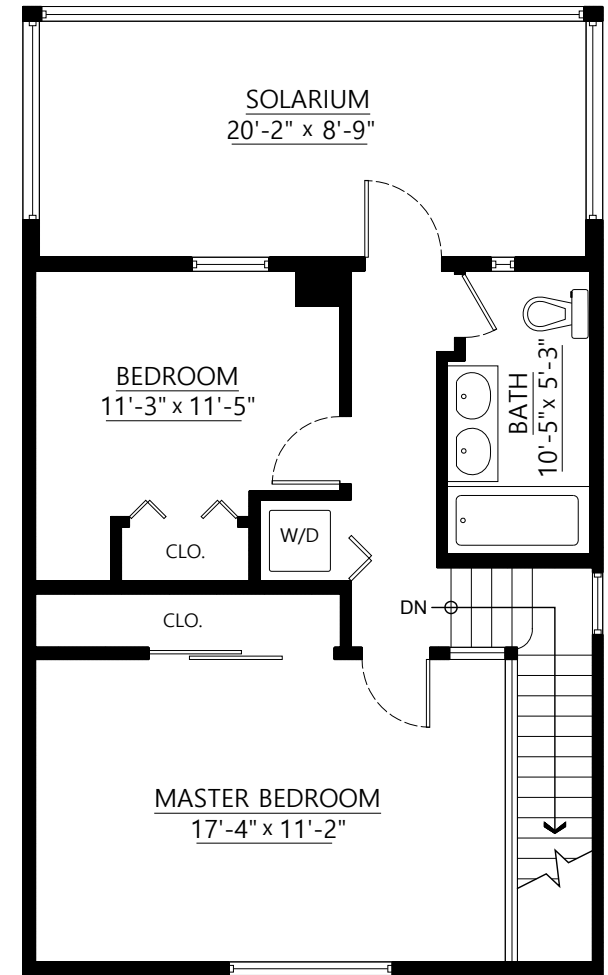 SOLARIUM
20'-2" x 8'-9"
BEDROOM
11'-3" x 11'-5"
BATH
10'-5" x 5'-3"
W/D
CLO.
CLO.
DN
MASTER BEDROOM
17'-4" x 11'-2"